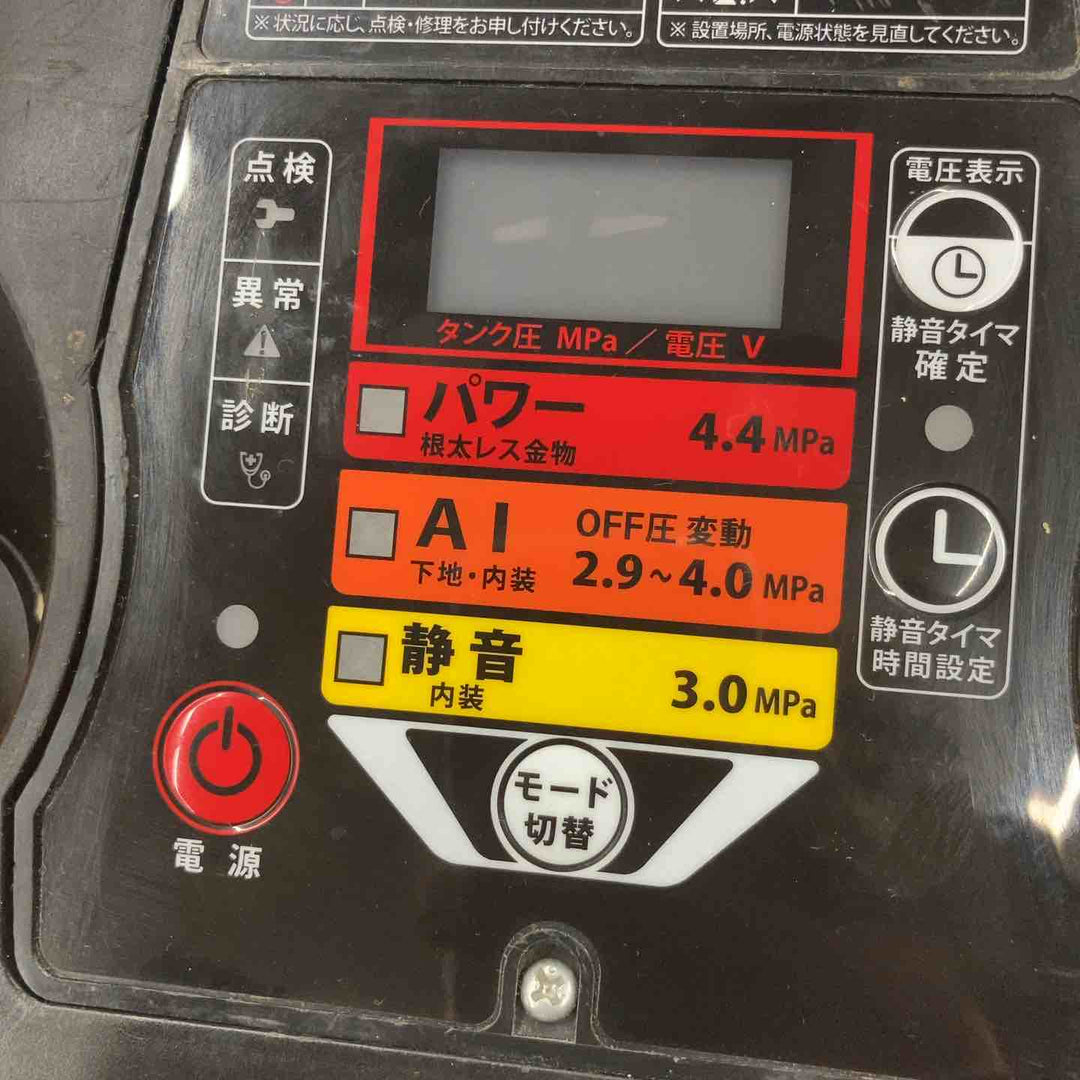 ※ 状況に応じ、点検・修理をお申し付けください。
※ 設置場所、電源状態を見直してください。
点検
異常
診断
タンク圧 MPa / 電圧 V
パワー
根太レス金物
4.4 MPa
AI
下地・内装
OFF圧 変動
2.9～4.0 MPa
静音
内装
3.0 MPa
モード
切替
電源
電圧表示
静音タイマ
確定
静音タイマ
時間設定